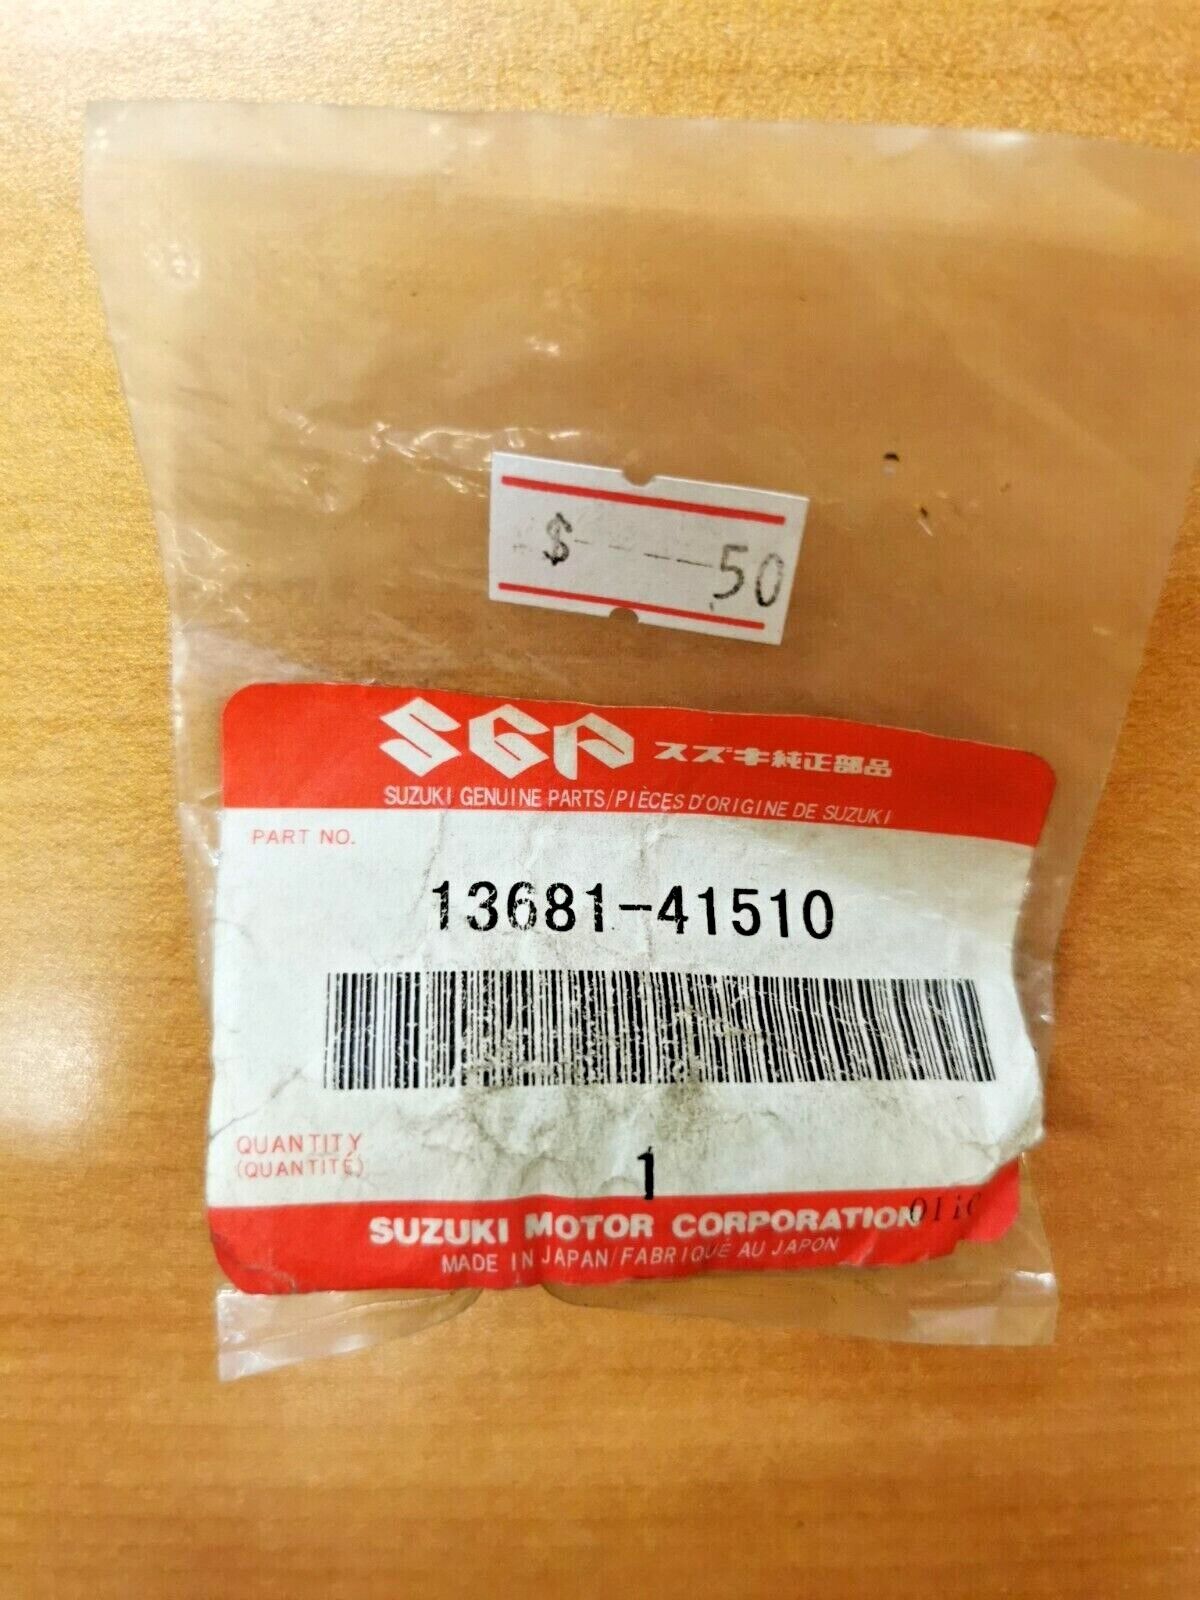 $ - - - - - - 50
SGP スズキ純正部品
SUZUKI GENUINE PARTS/PIÈCES D'ORIGINE DE SUZUKI
PART NO.
13681-41510
QUANTITY
(QUANTITÉ)
1
SUZUKI MOTOR CORPORATION
MADE IN JAPAN/FABRIQUÉ AU JAPON